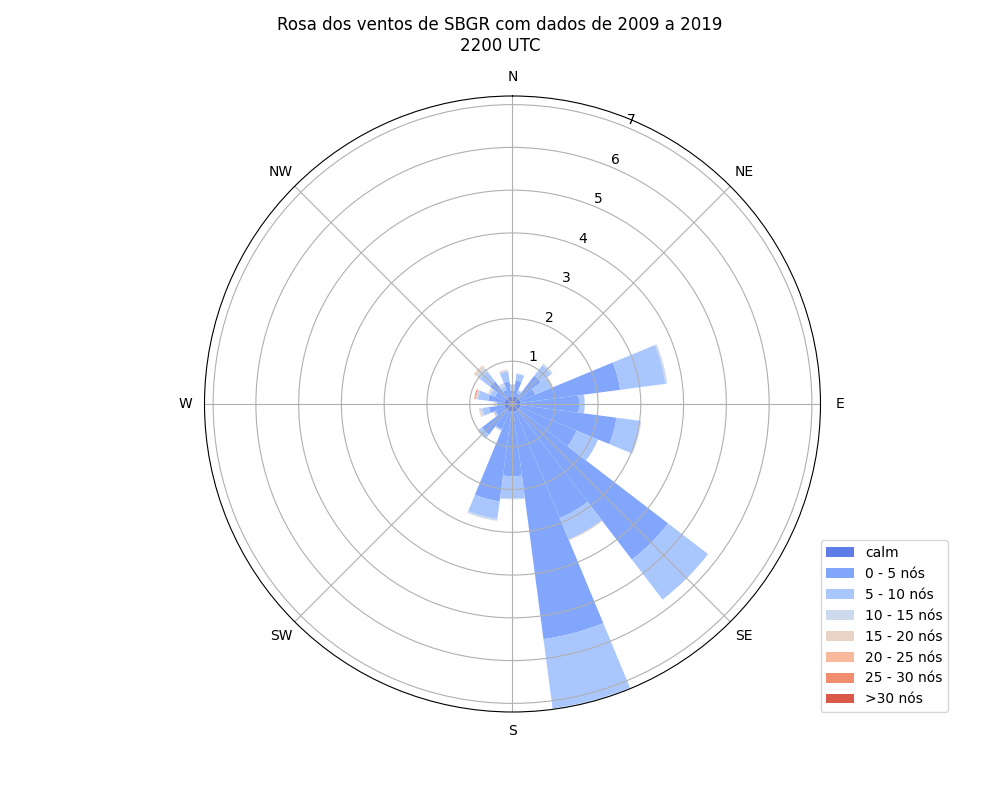 Rosa dos ventos de SBGR com dados de 2009 a 2019
2200 UTC
N
NW
NE
7
6
5
4
3
2
1
W
E
SW
SE
S
calm
0 - 5 nós
5 - 10 nós
10 - 15 nós
15 - 20 nós
20 - 25 nós
25 - 30 nós
>30 nós